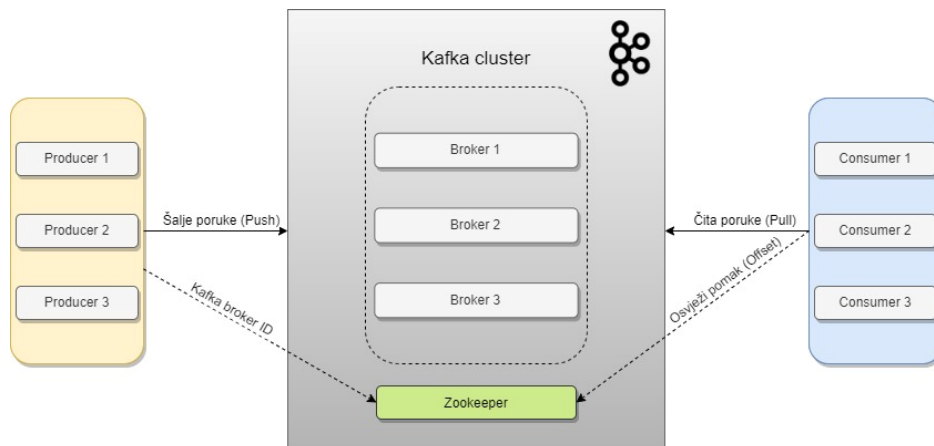 Kafka cluster
Producer 1
Producer 2
Producer 3
Šalje poruke (Push)
Kafka broker ID
Broker 1
Broker 2
Broker 3
Zookeeper
Čita poruke (Pull)
Osvježi pomak (Offset)
Consumer 1
Consumer 2
Consumer 3